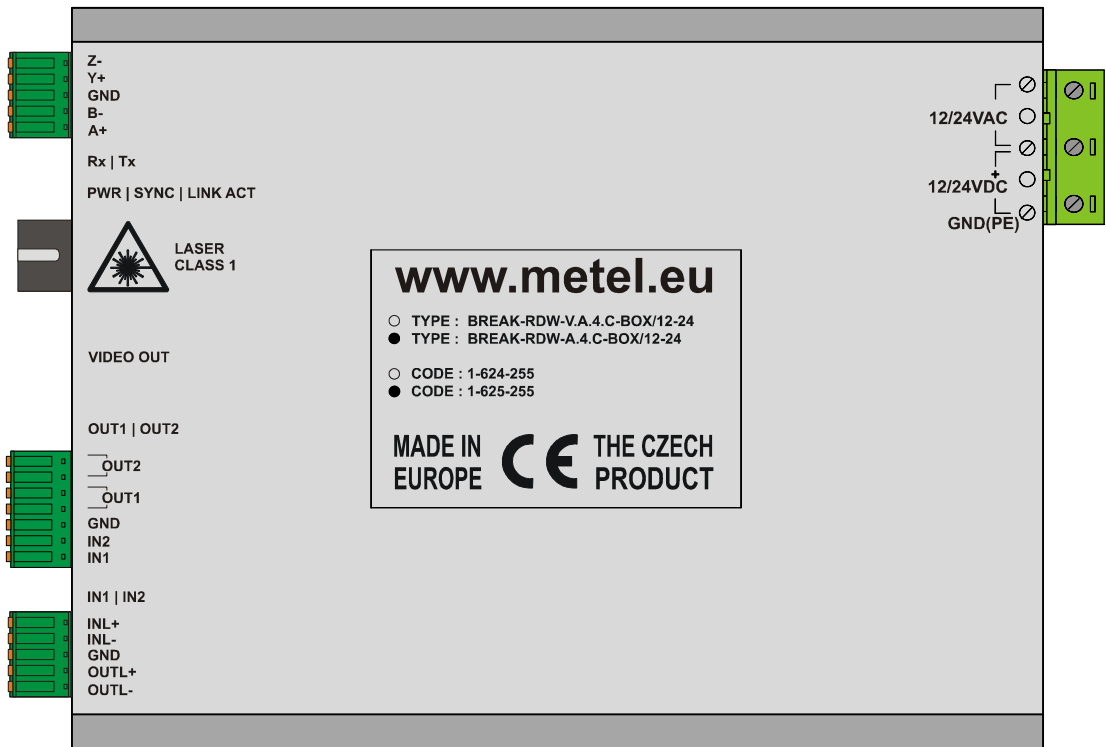 Z-
Y+
GND
B-
A+
Rx | Tx
PWR | SYNC | LINK ACT
LASER
CLASS 1
VIDEO OUT
OUT1 | OUT2
OUT2
OUT1
GND
IN2
IN1
IN1 | IN2
INL+
INL-
GND
OUTL+
OUTL-
www.metel.eu
TYPE : BREAK-RDW-V.A.4.C-BOX/12-24
TYPE : BREAK-RDW-A.4.C-BOX/12-24
CODE : 1-624-255
CODE : 1-625-255
MADE IN
EUROPE
CE
THE CZECH
PRODUCT
12/24VAC
+
12/24VDC
GND(PE)